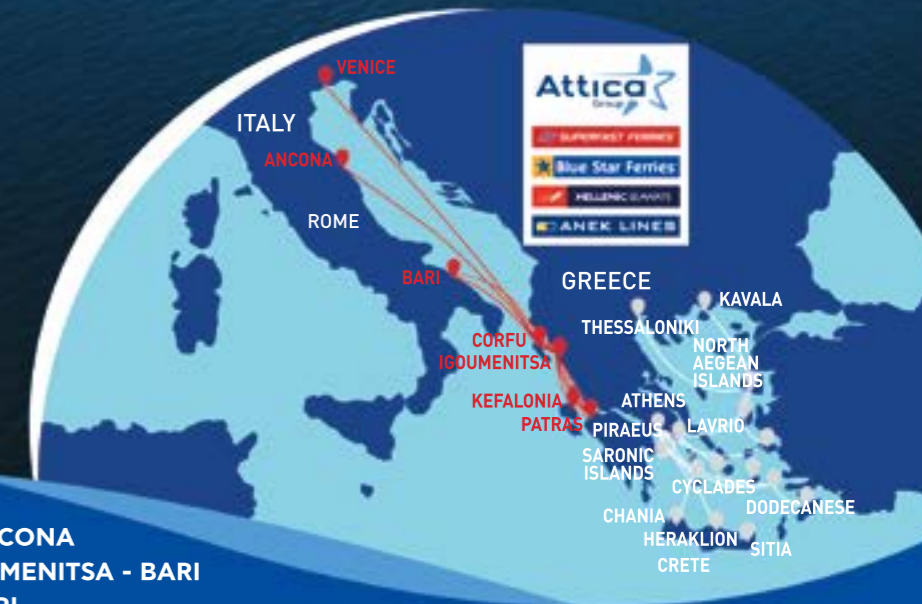 VENICE
ITALY
ANCONA
ROME
BARI
Attica
Group
SUPERFAST FERRIES
Blue Star Ferries
HELLENIC SEAWAYS
ANEK LINES
GREECE
KAVALA
THESSALONIKI
NORTH
AEGEAN
ISLANDS
CORFU
IGOUMENITSA
KEFALONIA
PATRAS
ATHENS
PIRAEUS
LAVRIO
SARONIC
ISLANDS
CYCLADES
DODECANESE
CHANIA
HERAKLION
SITIA
CRETE
CONA
MENITSA - BARI